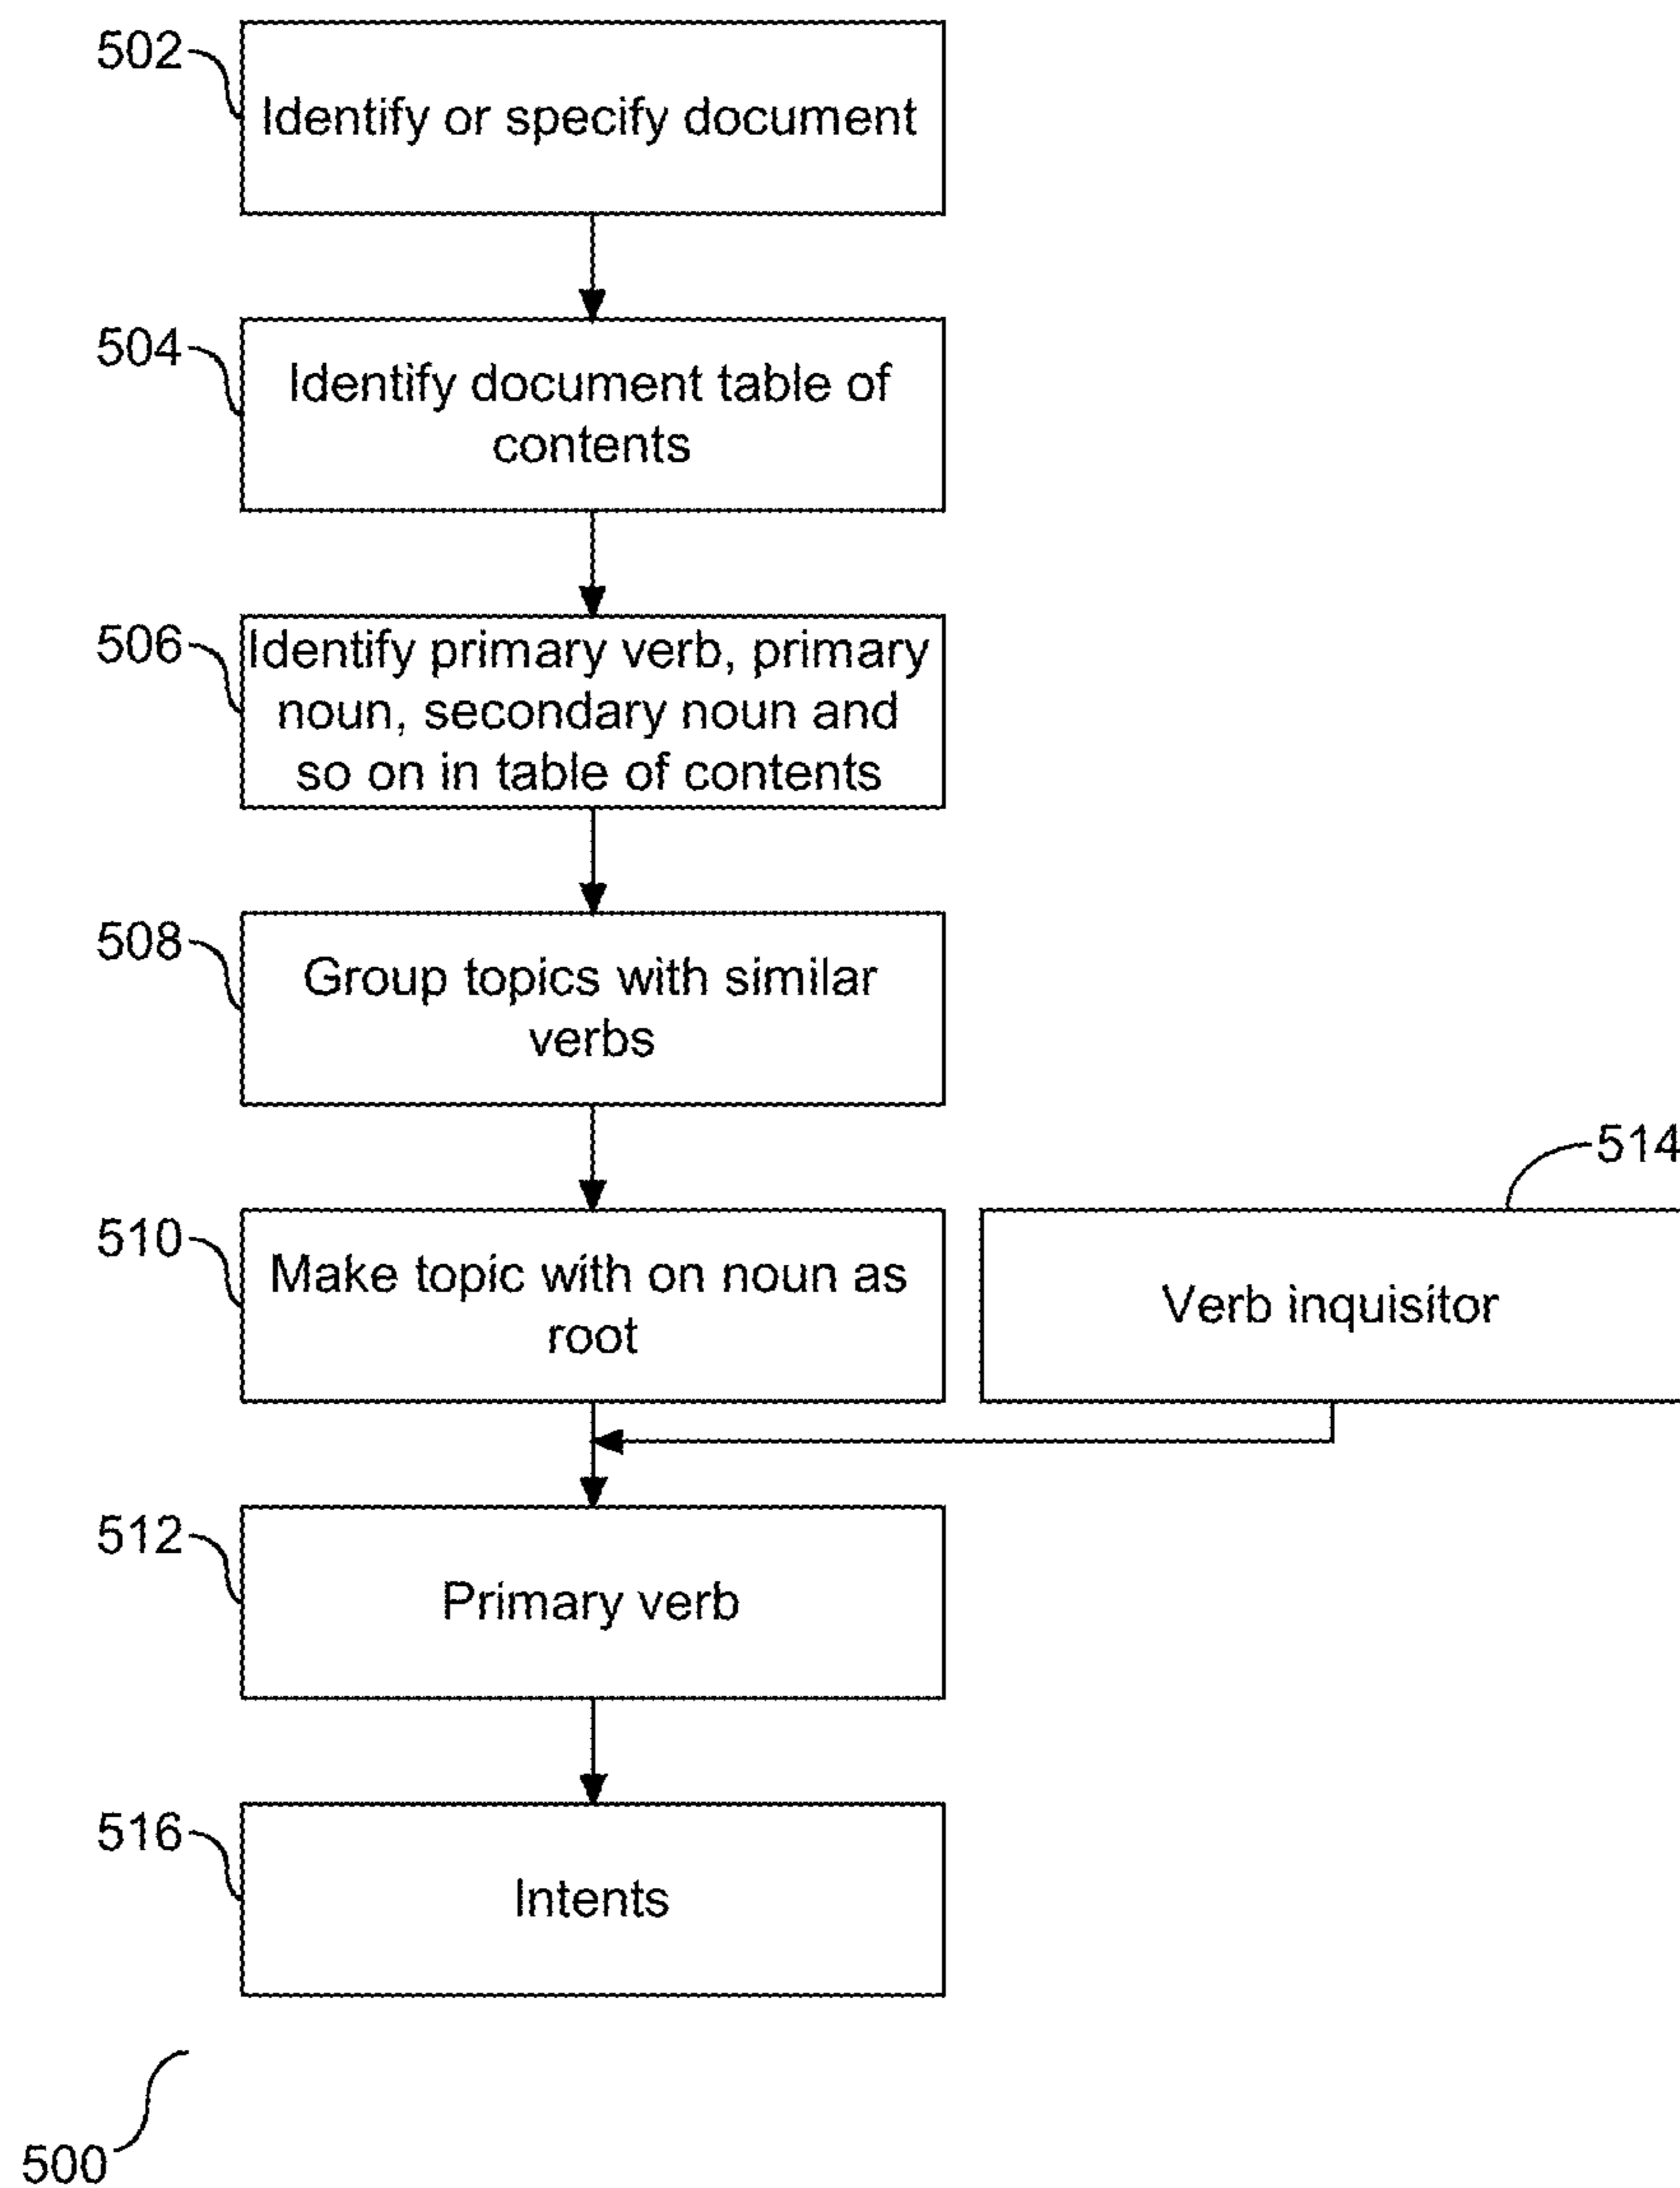 502
Identify or specify document
504
Identify document table of
contents
506
Identify primary verb, primary
noun, secondary noun and
so on in table of contents
508
Group topics with similar
verbs
514
510
Make topic with on noun as
root
Verb inquisitor
512
Primary verb
516
Intents
500